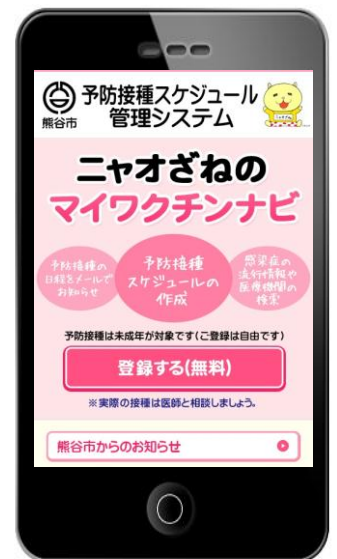 熊谷市
予防接種スケジュール
管理システム
ニャオざねの
マイワクチンナビ
予防接種の
日程をメールで
お知らせ
予防接種
スケジュールの
作成
感染症の
流行情報や
医療機関の
検索
予防接種は未成年が対象です(ご登録は自由です)
登録する(無料)
※実際の接種は医師と相談しましょう。
熊谷市からのお知らせ